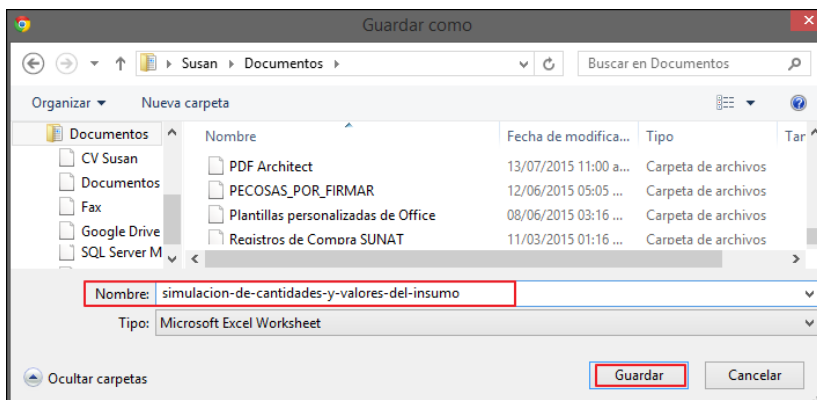 Guardar como
Susan Documentos
Buscar en Documentos
Organizar Nueva carpeta
Documentos
CV Susan
Documentos
Fax
Google Drive
SQL Server M
Nombre Fecha de modifica... Tipo Tar
PDF Architect 13/07/2015 11:00 a... Carpeta de archivos
PECOSAS_POR_FIRMAR 12/06/2015 05:05 ... Carpeta de archivos
Plantillas personalizadas de Office 08/06/2015 03:16 ... Carpeta de archivos
Registros de Compra SUNAT 11/03/2015 01:16 ... Carpeta de archivos
Nombre: simulacion-de-cantidades-y-valores-del-insumo
Tipo: Microsoft Excel Worksheet
Ocultar carpetas
Guardar Cancelar